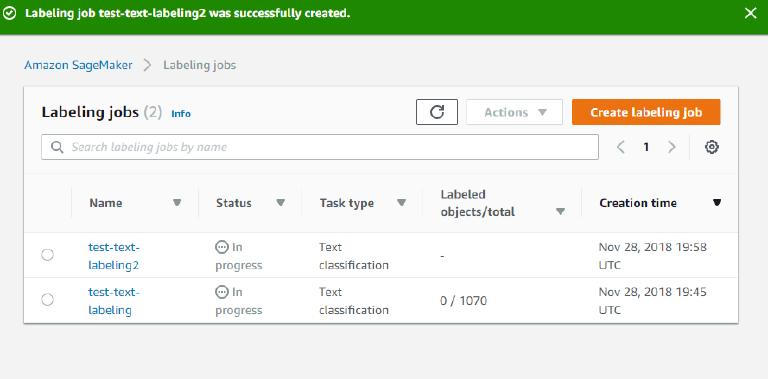 Labeling job test-text-labeling2 was successfully created.
Amazon SageMaker > Labeling jobs
Labeling jobs (2) Info
Actions
Create labeling job
Search labeling jobs by name
1
Name Status Task type Labeled objects/total Creation time
test-text-labeling2 In progress Text classification - Nov 28, 2018 19:58 UTC
test-text-labeling In progress Text classification 0 / 1070 Nov 28, 2018 19:45 UTC